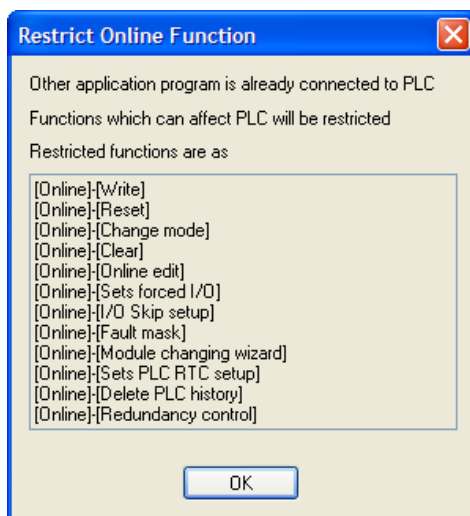 Restrict Online Function
Other application program is already connected to PLC
Functions which can affect PLC will be restricted
Restricted functions are as
[Online]-[Write]
[Online]-[Reset]
[Online]-[Change mode]
[Online]-[Clear]
[Online]-[Online edit]
[Online]-[Sets forced I/O]
[Online]-[I/O Skip setup]
[Online]-[Fault mask]
[Online]-[Module changing wizard]
[Online]-[Sets PLC RTC setup]
[Online]-[Delete PLC history]
[Online]-[Redundancy control]
OK